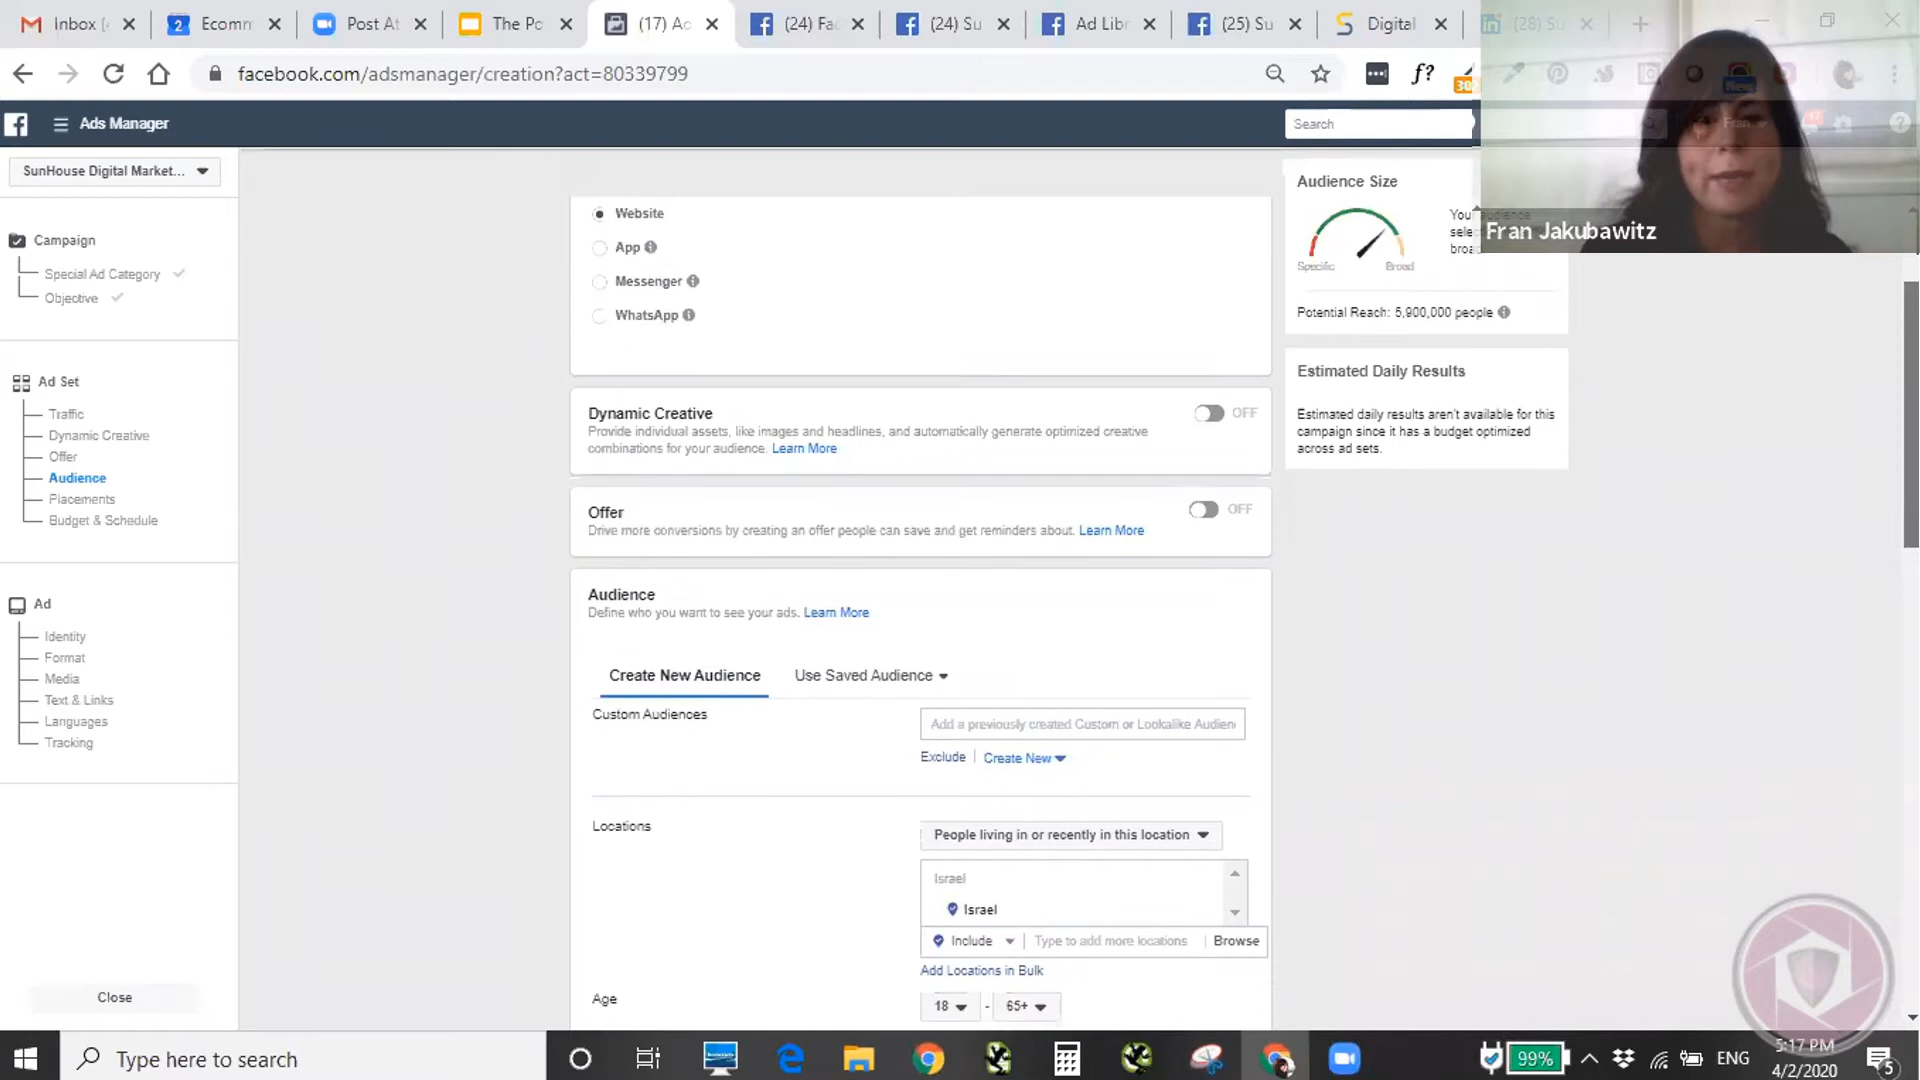 Inbox (
2 Ecomm
Post At
The Po
(17) Ac
(24) Fac
(24) Su
Ad Libr
(25) Su
Digital
(28) Su
facebook.com/adsmanager/creation?act=80339799
f?
Ads Manager
Search
Fran
SunHouse Digital Market...
Campaign
Special Ad Category
Objective
Ad Set
Traffic
Dynamic Creative
Offer
Audience
Placements
Budget & Schedule
Ad
Identity
Format
Media
Text & Links
Languages
Tracking
Close
Website
App
Messenger
WhatsApp
Dynamic Creative
OFF
Provide individual assets, like images and headlines, and automatically generate optimized creative
combinations for your audience. Learn More
Offer
OFF
Drive more conversions by creating an offer people can save and get reminders about. Learn More
Audience
Define who you want to see your ads. Learn More
Create New Audience
Use Saved Audience
Custom Audiences
Add a previously created Custom or Lookalike Audien
Exclude | Create New
Locations
People living in or recently in this location
Israel
Israel
Include
Type to add more locations
Browse
Add Locations in Bulk
Age
18 - 65+
Audience Size
Specific
Broad
Your audience
selec
broad
Potential Reach: 5,900,000 people
Estimated Daily Results
Estimated daily results aren't available for this
campaign since it has a budget optimized
across ad sets.
Fran Jakubawitz
Type here to search
99%
ENG
5:17 PM
4/2/2020
5